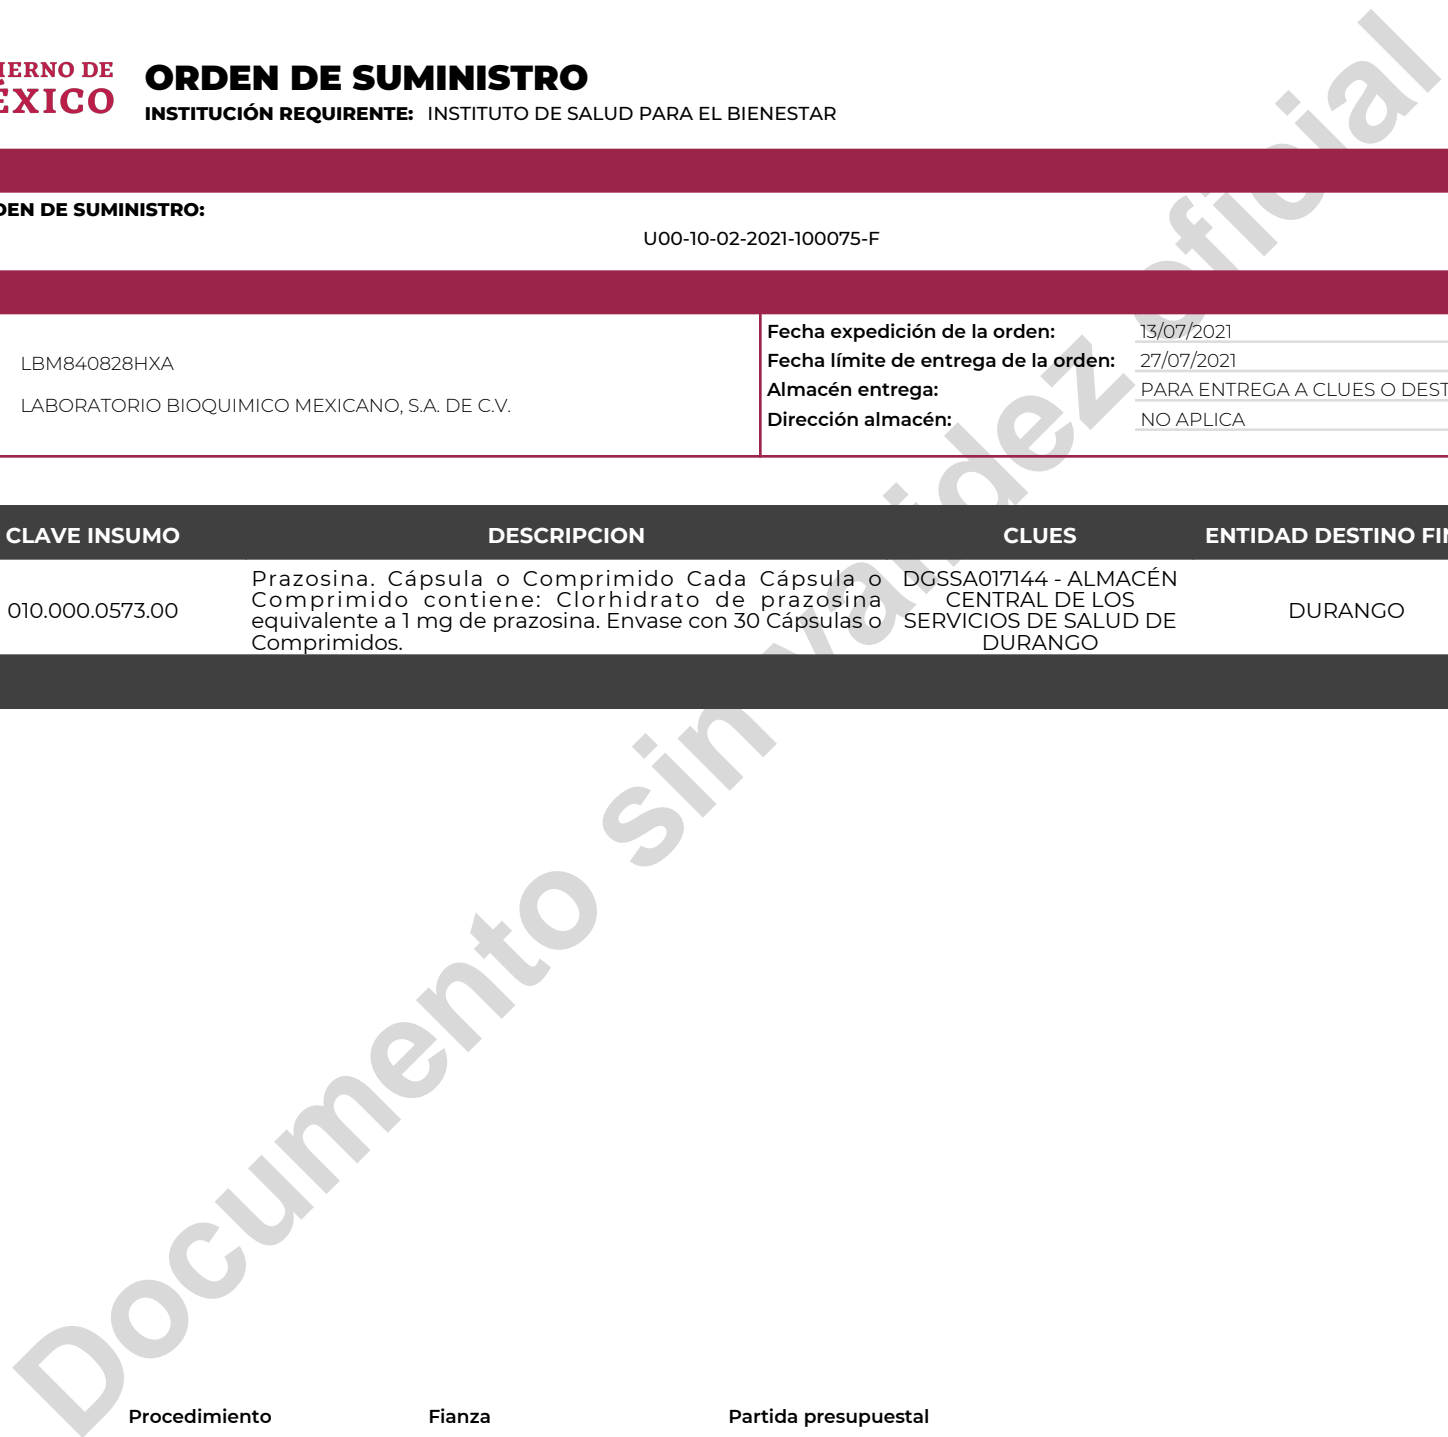 IERNO DE
ÉXICO
ORDEN DE SUMINISTRO
INSTITUCIÓN REQUIRENTE: INSTITUTO DE SALUD PARA EL BIENESTAR
DEN DE SUMINISTRO:
U00-10-02-2021-100075-F
LBM840828HXA
LABORATORIO BIOQUIMICO MEXICANO, S.A. DE C.V.
Fecha expedición de la orden: 13/07/2021
Fecha límite de entrega de la orden: 27/07/2021
Almacén entrega: PARA ENTREGA A CLUES O DEST
Dirección almacén: NO APLICA
CLAVE INSUMO DESCRIPCION CLUES ENTIDAD DESTINO FIN
010.000.0573.00
Prazosina. Cápsula o Comprimido Cada Cápsula o
Comprimido contiene: Clorhidrato de prazosina
equivalente a 1 mg de prazosina. Envase con 30 Cápsulas o
Comprimidos.
DGSSA017144 - ALMACÉN
CENTRAL DE LOS
SERVICIOS DE SALUD DE
DURANGO
DURANGO
Documento sin validez oficial
Procedimiento Fianza Partida presupuestal